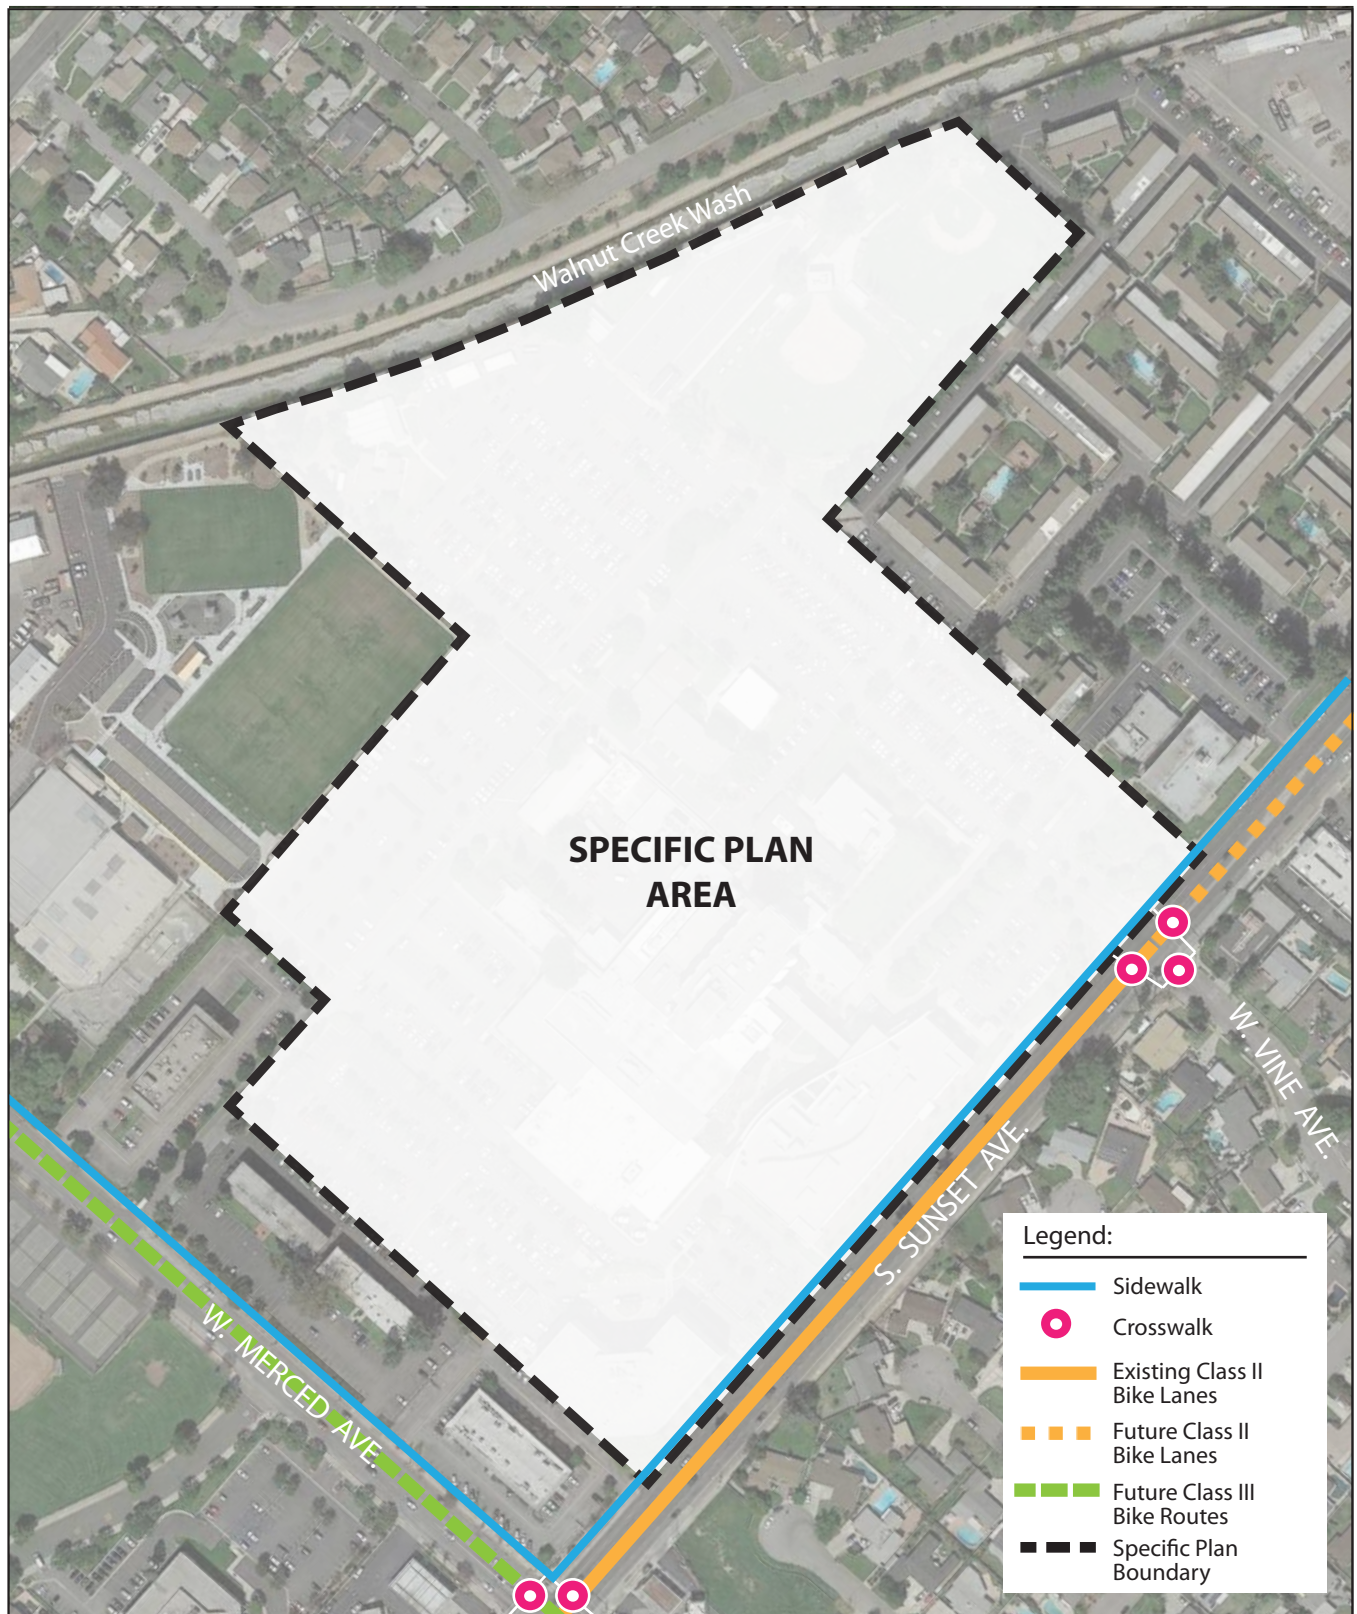 Walnut Creek Wash
SPECIFIC PLAN
AREA
W. VINE AVE.
S. SUNSET AVE.
W. MERCED AVE.
Legend:
Sidewalk
Crosswalk
Existing Class II
Bike Lanes
Future Class II
Bike Lanes
Future Class III
Bike Routes
Specific Plan
Boundary